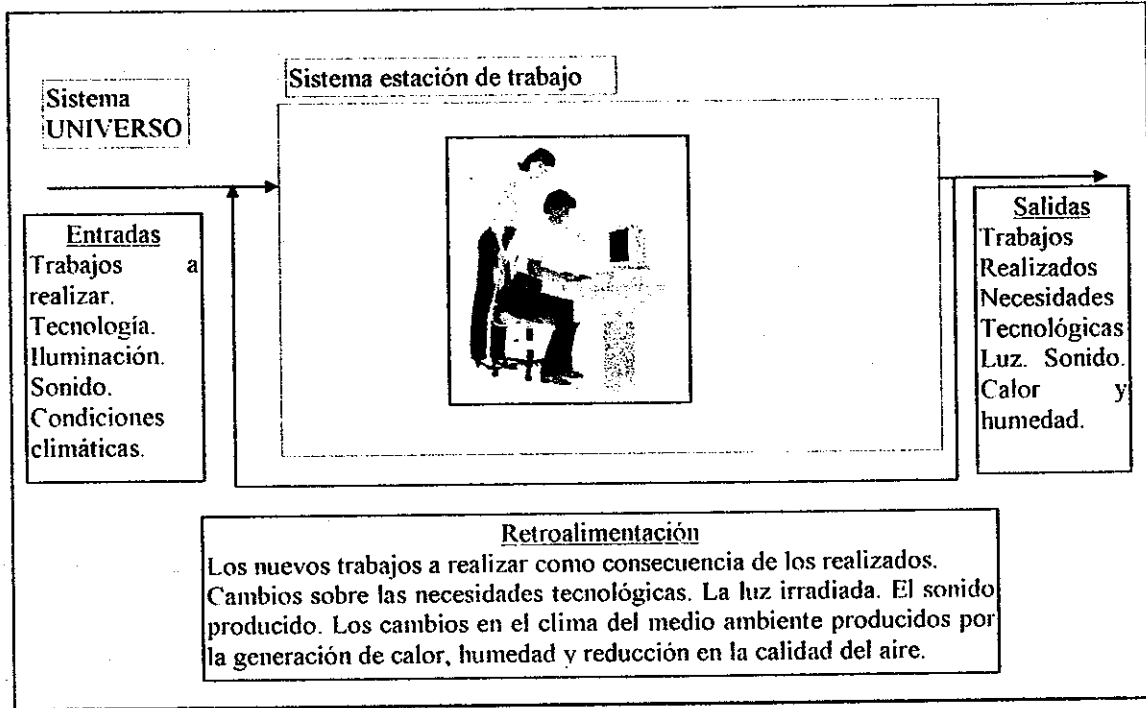 Sistema
UNIVERSO
Sistema estación de trabajo
Entradas
Trabajos a
realizar.
Tecnología.
Iluminación.
Sonido.
Condiciones
climáticas.
Salidas
Trabajos
Realizados
Necesidades
Tecnológicas
Luz. Sonido.
Calor y
humedad.
Retroalimentación
Los nuevos trabajos a realizar como consecuencia de los realizados.
Cambios sobre las necesidades tecnológicas. La luz irradiada. El sonido
producido. Los cambios en el clima del medio ambiente producidos por
la generación de calor, humedad y reducción en la calidad del aire.